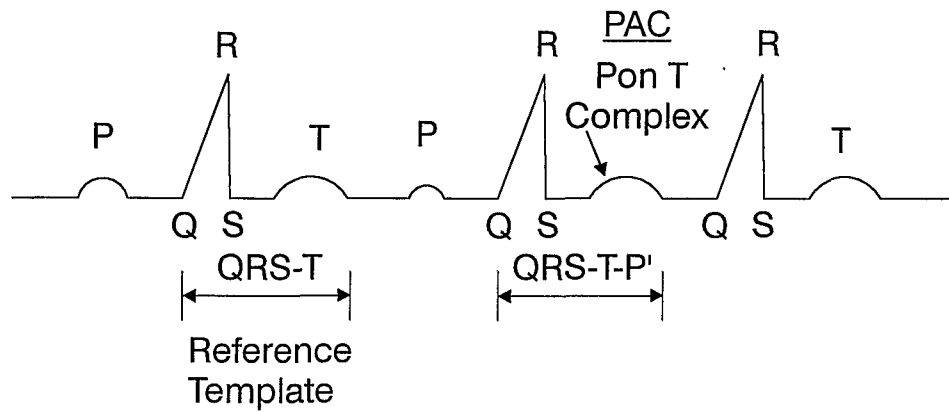 PAC
R
R
R
Pon T
Complex
P
T
P
T
Q S
Q S
Q S
QRS-T
QRS-T-P'
Reference
Template